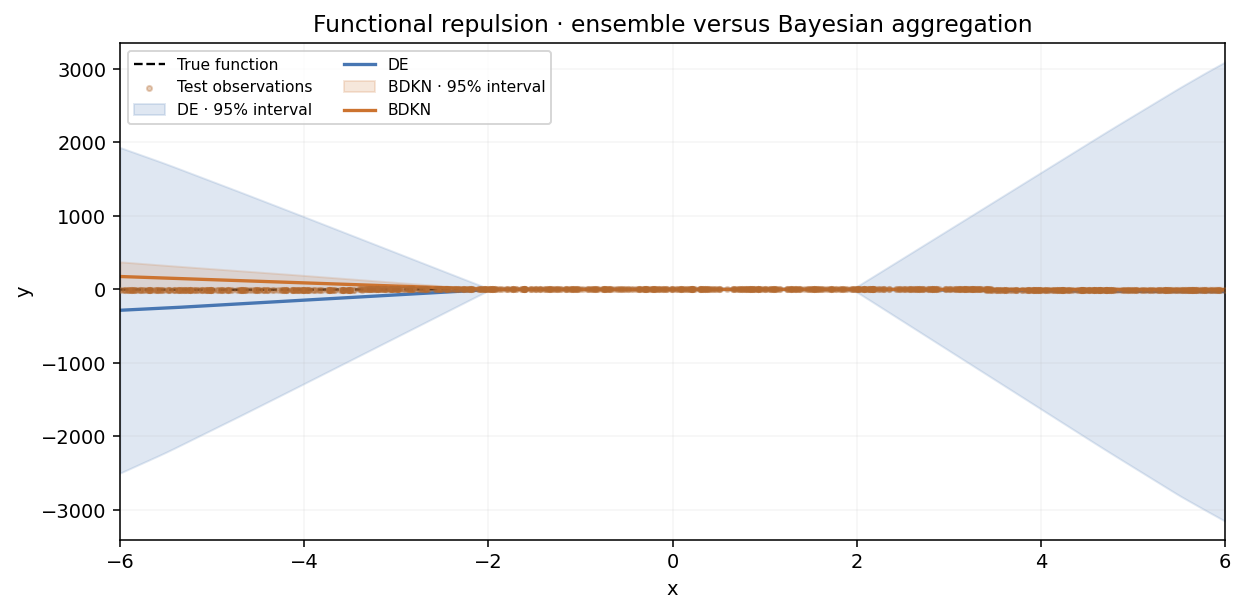 Functional repulsion · ensemble versus Bayesian aggregation
True function
Test observations
DE · 95% interval
DE
BDKN · 95% interval
BDKN
3000
2000
1000
0
−1000
−2000
−3000
y
−6 −4 −2 0 2 4 6
x